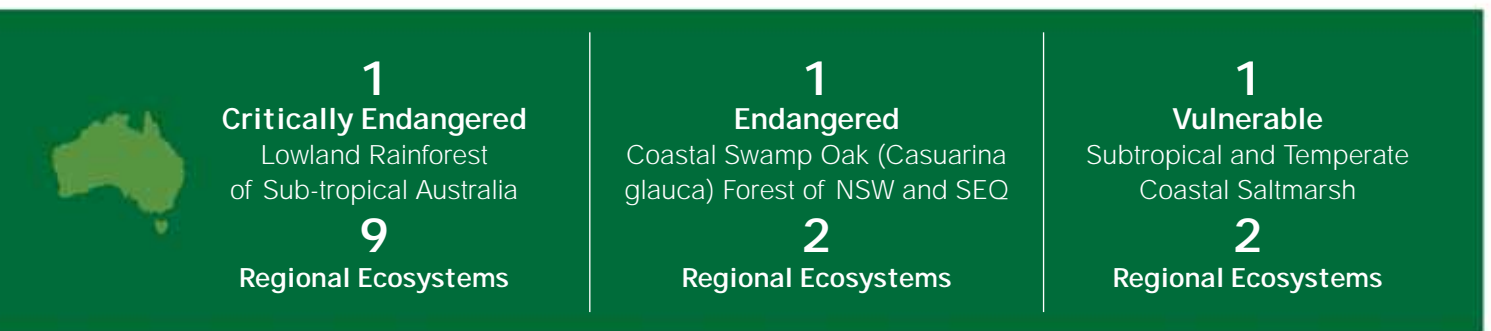 1
Critically Endangered
Lowland Rainforest
of Sub-tropical Australia
9
Regional Ecosystems
1
Endangered
Coastal Swamp Oak (Casuarina
glauca) Forest of NSW and SEQ
2
Regional Ecosystems
1
Vulnerable
Subtropical and Temperate
Coastal Saltmarsh
2
Regional Ecosystems